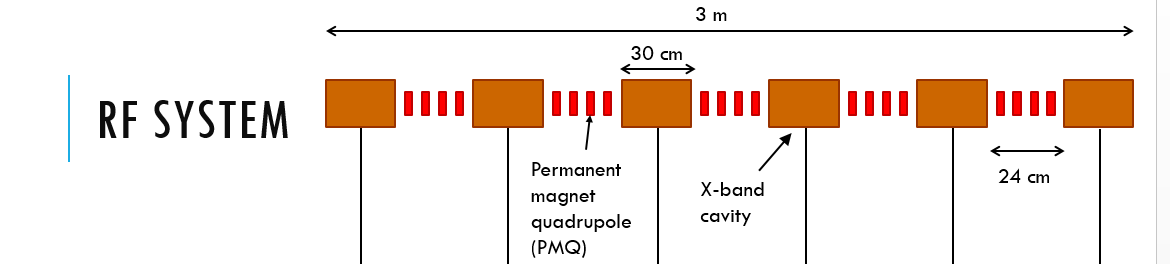 3 m
30 cm
RF SYSTEM
Permanent
magnet
quadrupole
(PMQ)
X-band
cavity
24 cm